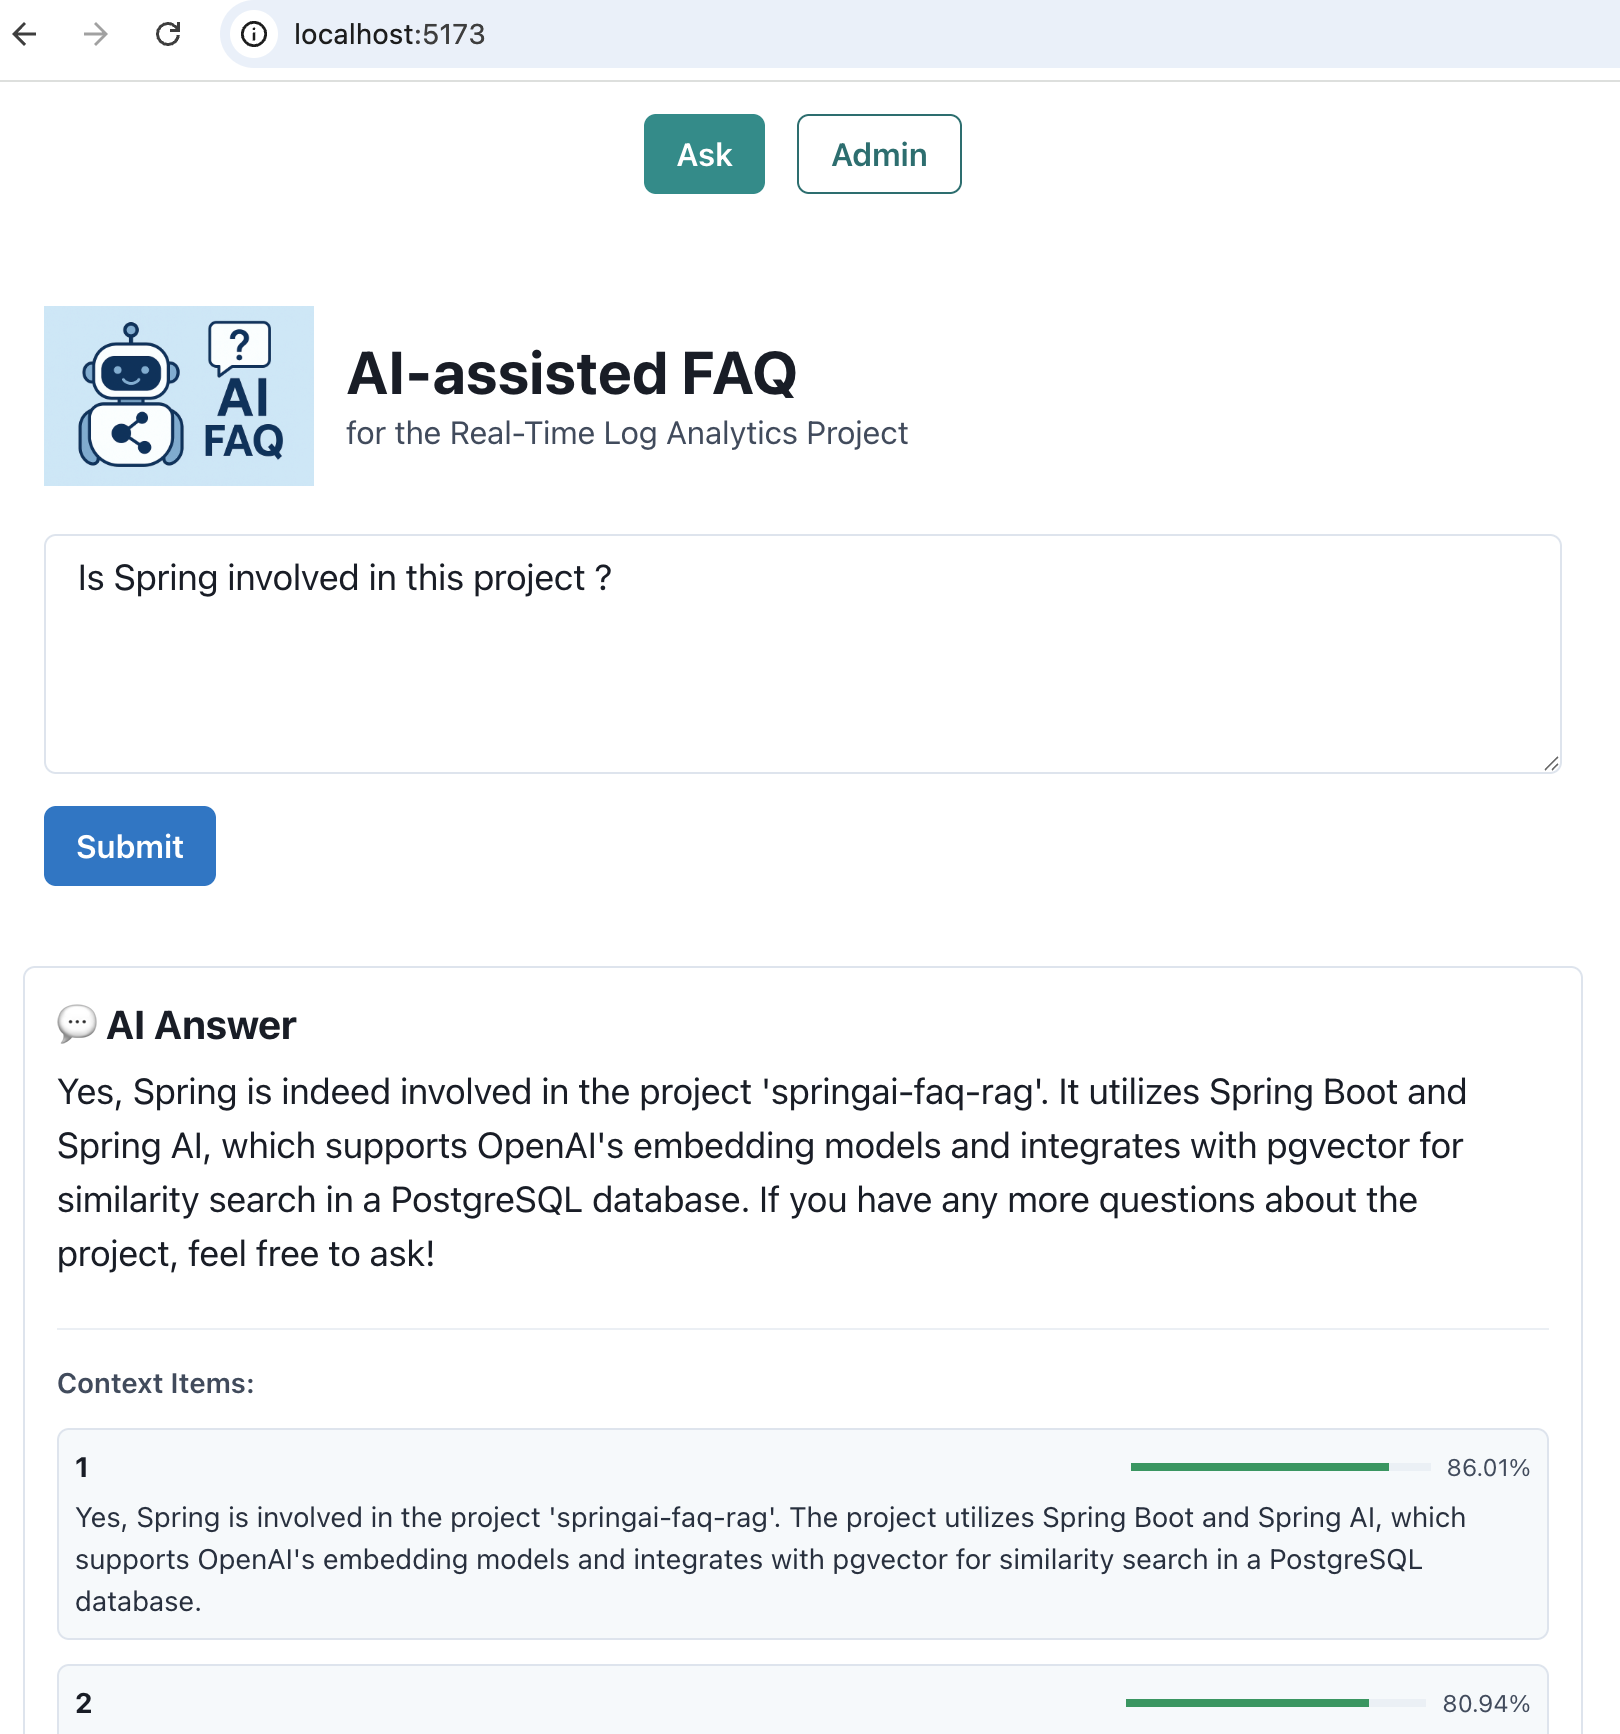 localhost:5173
Ask
Admin
?
AI
FAQ
AI-assisted FAQ
for the Real-Time Log Analytics Project
Is Spring involved in this project ?
Submit
💬 AI Answer
Yes, Spring is indeed involved in the project 'springai-faq-rag'. It utilizes Spring Boot and
Spring AI, which supports OpenAI's embedding models and integrates with pgvector for
similarity search in a PostgreSQL database. If you have any more questions about the
project, feel free to ask!
Context Items:
1
86.01%
Yes, Spring is involved in the project 'springai-faq-rag'. The project utilizes Spring Boot and Spring AI, which
supports OpenAI's embedding models and integrates with pgvector for similarity search in a PostgreSQL
database.
2
80.94%